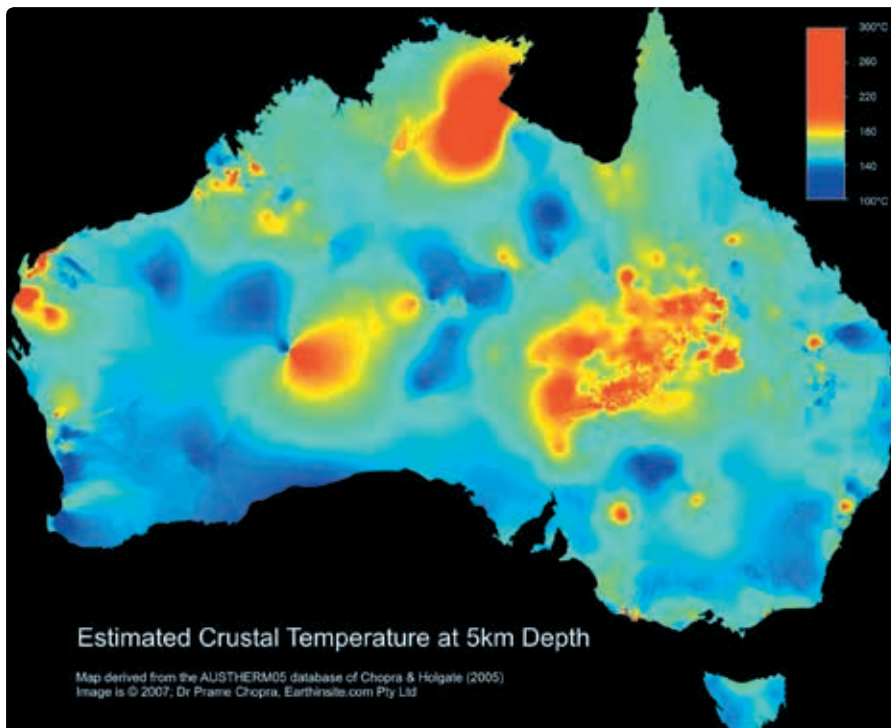 300°C
260
220
180
140
100°C
Estimated Crustal Temperature at 5km Depth
Map derived from the AUSTHERM05 database of Chopra & Holgate (2005)
Image is © 2007; Dr Prame Chopra, Earthinsite.com Pty Ltd